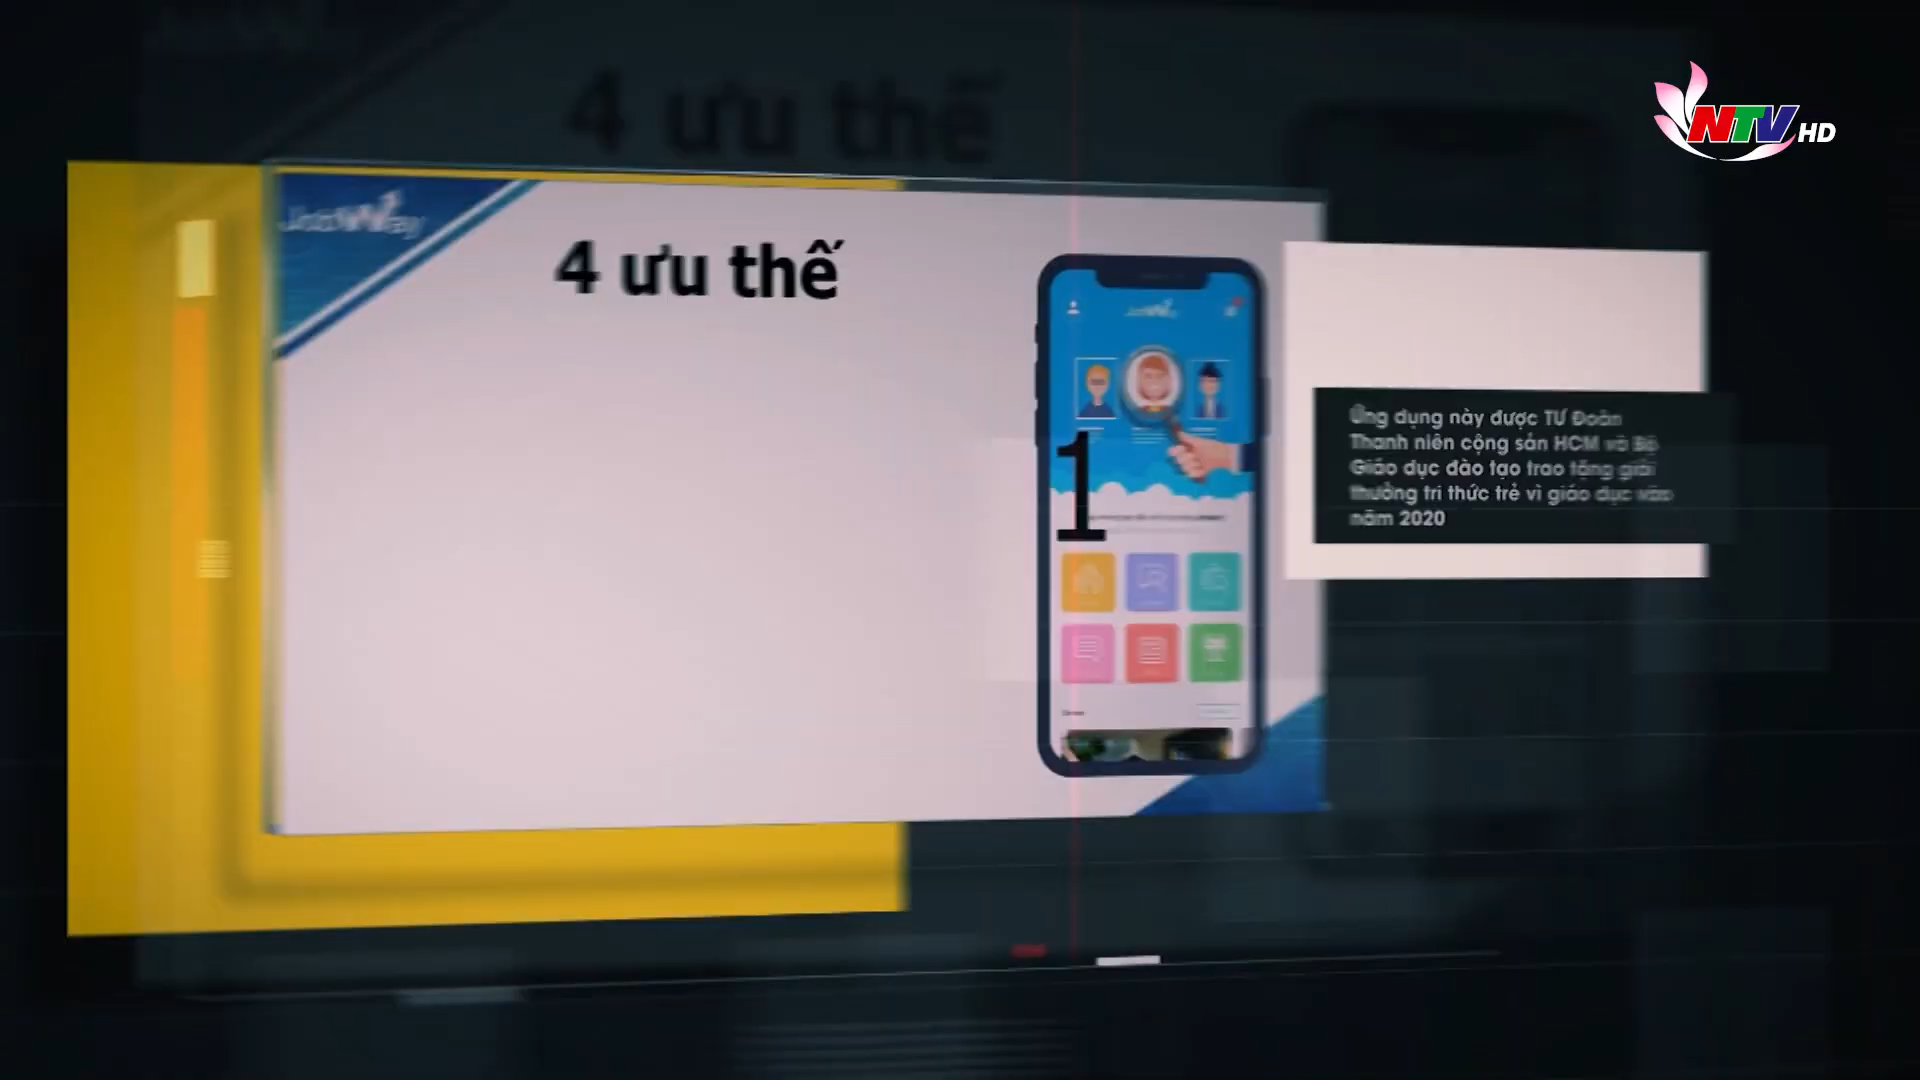 NTV HD
4 ưu thế
4 ưu thế
JobWay
1
Ứng dụng này được TƯ Đoàn
Thanh niên cộng sản HCM và Bộ
Giáo dục đào tạo trao tặng giải
thưởng tri thức trẻ vì giáo dục vào
năm 2020